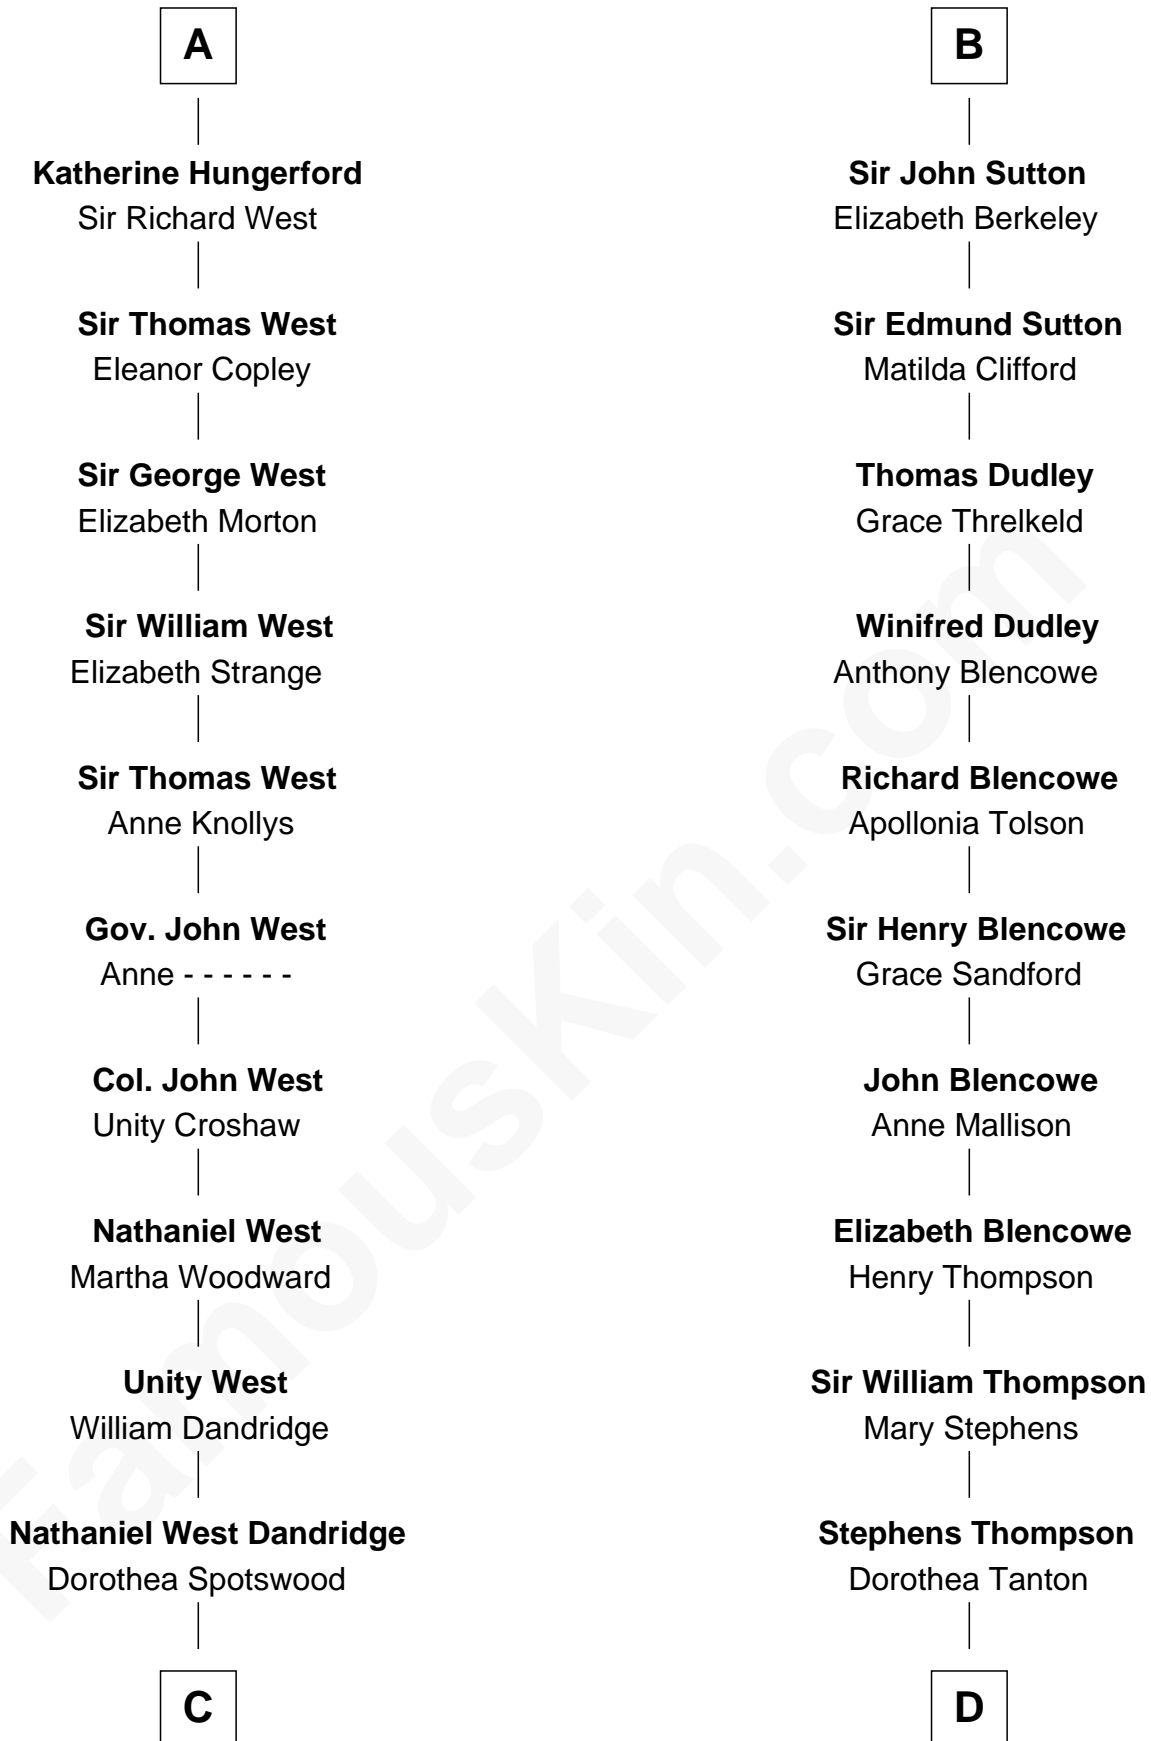 A
Katherine Hungerford
Sir Richard West
Sir Thomas West
Eleanor Copley
Sir George West
Elizabeth Morton
Sir William West
Elizabeth Strange
Sir Thomas West
Anne Knollys
Gov. John West
Anne - - - - - -
Col. John West
Unity Croshaw
Nathaniel West
Martha Woodward
Unity West
William Dandridge
Nathaniel West Dandridge
Dorothea Spotswood
C
B
Sir John Sutton
Elizabeth Berkeley
Sir Edmund Sutton
Matilda Clifford
Thomas Dudley
Grace Threlkeld
Winifred Dudley
Anthony Blencowe
Richard Blencowe
Apollonia Tolson
Sir Henry Blencowe
Grace Sandford
John Blencowe
Anne Mallison
Elizabeth Blencowe
Henry Thompson
Sir William Thompson
Mary Stephens
Stephens Thompson
Dorothea Tanton
D
FamousKin.com